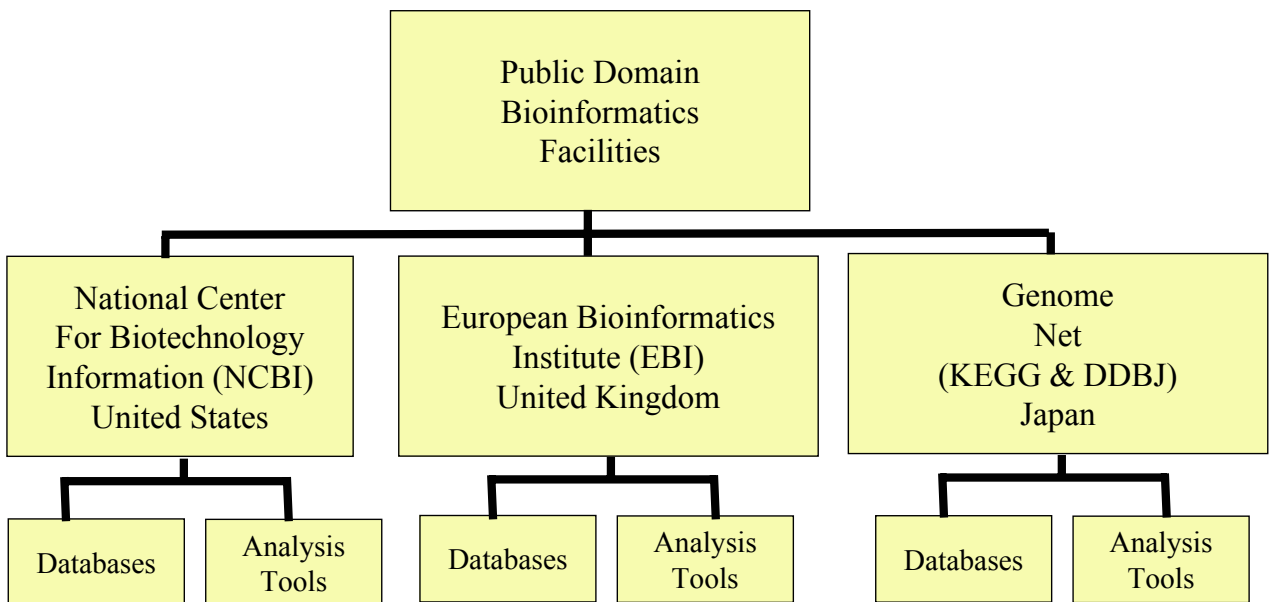 Public Domain
Bioinformatics
Facilities
National Center
For Biotechnology
Information (NCBI)
United States
European Bioinformatics
Institute (EBI)
United Kingdom
Genome
Net
(KEGG & DDBJ)
Japan
Databases
Analysis
Tools
Databases
Analysis
Tools
Databases
Analysis
Tools